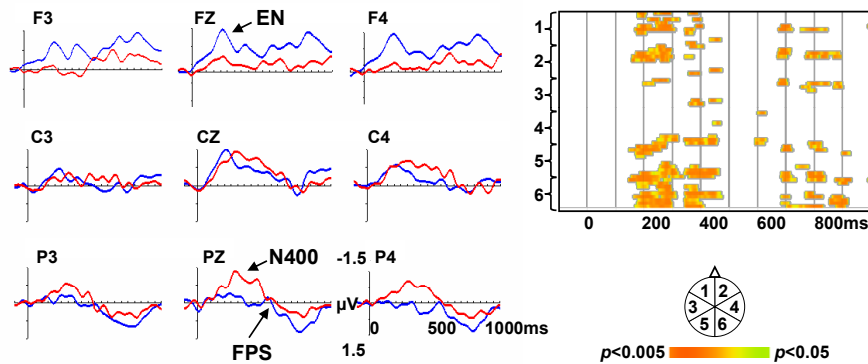 F3 FZ EN F4
C3 CZ C4
P3 PZ N400 -1.5 P4
µV
0 500 1000ms
FPS 1.5
1
2
3
4
5
6
0 200 400 600 800ms
1 2
3 4
5 6
p<0.005 p<0.05